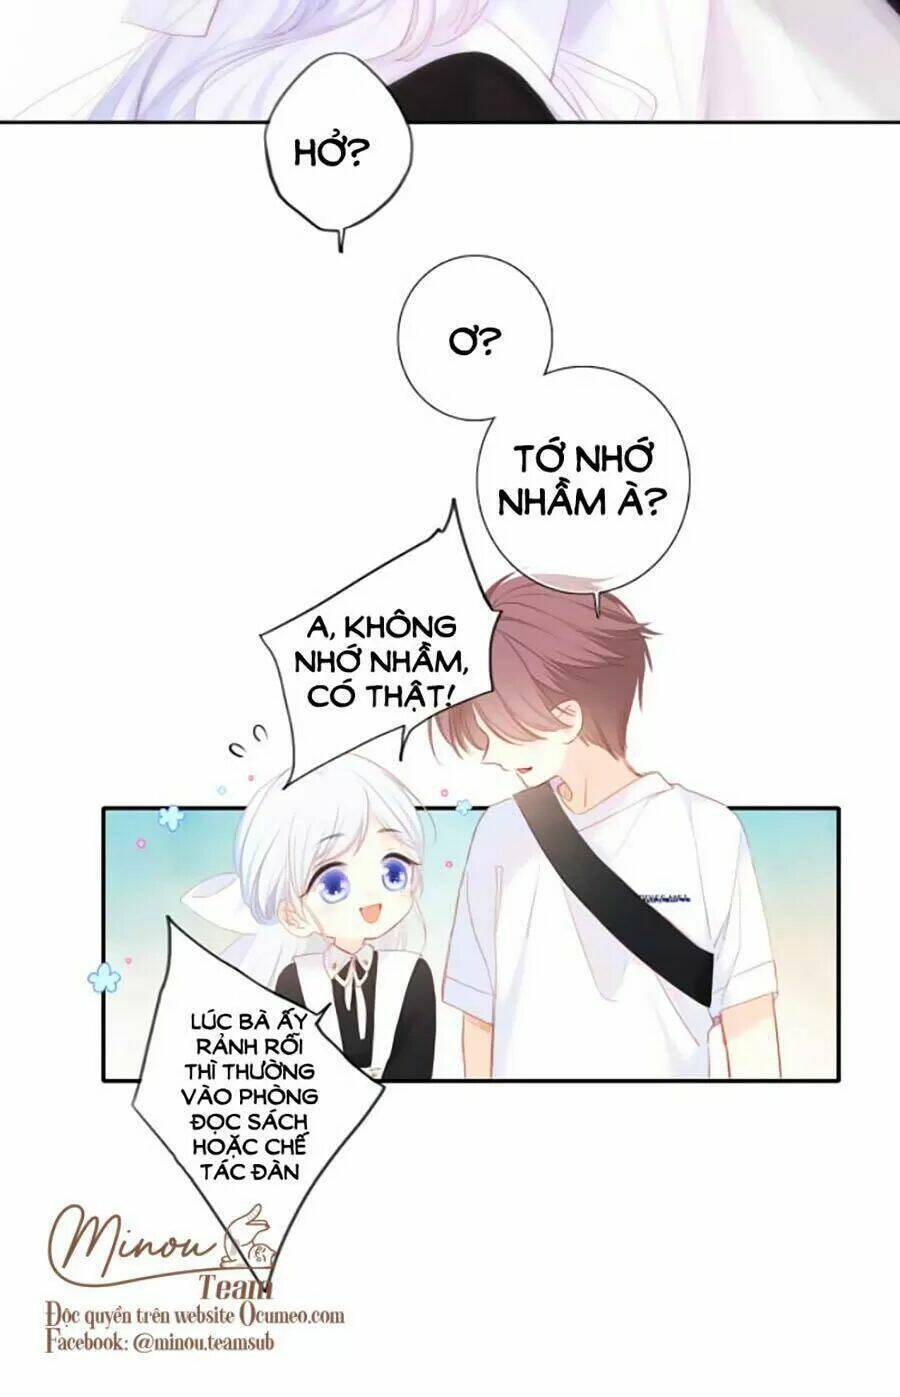 HỞ?
Ơ?
TỚ NHỚ
NHẦM À?
A, KHÔNG
NHỚ NHẦM,
CÓ THẬT!
LÚC BÀ ẤY
RẢNH RỖI
THÌ THƯỜNG
VÀO PHÒNG
ĐỌC SÁCH
HOẶC CHẾ
TÁC ĐÀN
Minou
Team
Độc quyền trên website Ocumeo.com
Facebook: @minou.teamsub